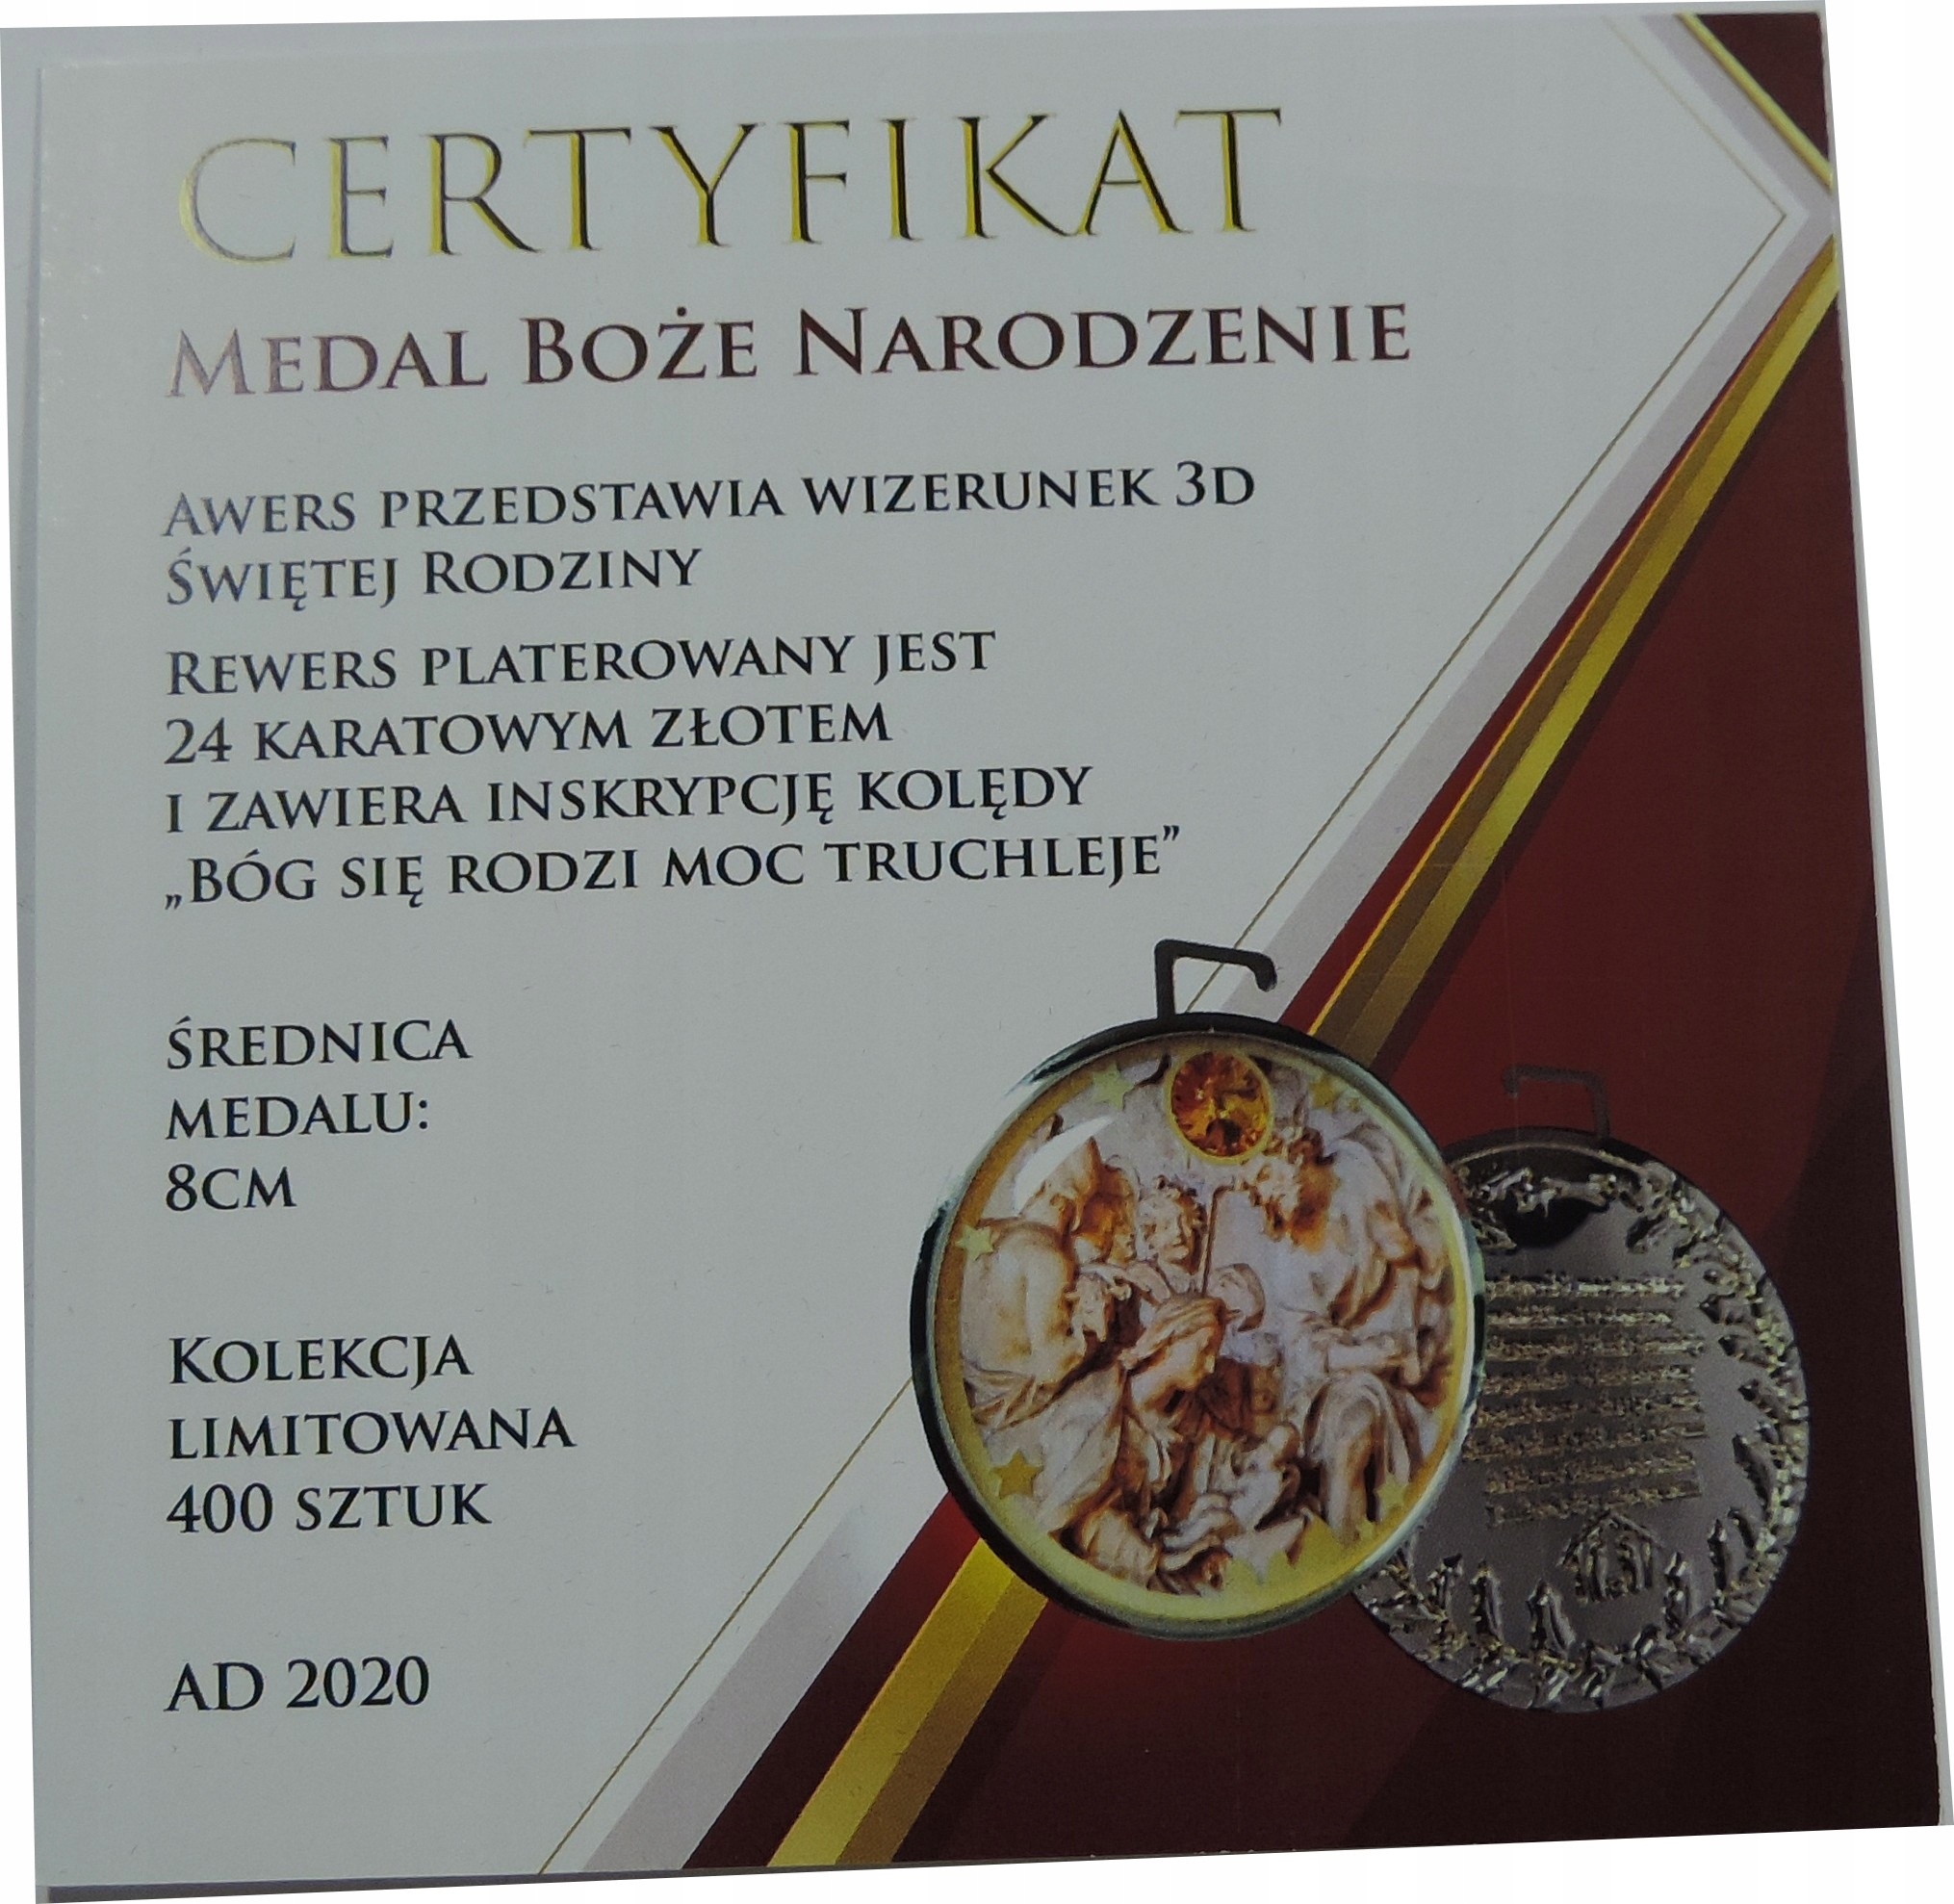 CERTYFIKAT
MEDAL BOŻE NARODZENIE
AWERS PRZEDSTAWIA WIZERUNEK 3D
ŚWIĘTEJ RODZINY
REWERS PLATEROWANY JEST
24 KARATOWYM ZŁOTEM
I ZAWIERA INSKRYPCJĘ KOLĘDY
„BÓG SIĘ RODZI MOC TRUCHLEJE”
ŚREDNICA
MEDALU:
8CM
KOLEKCJA
LIMITOWANA
400 SZTUK
AD 2020